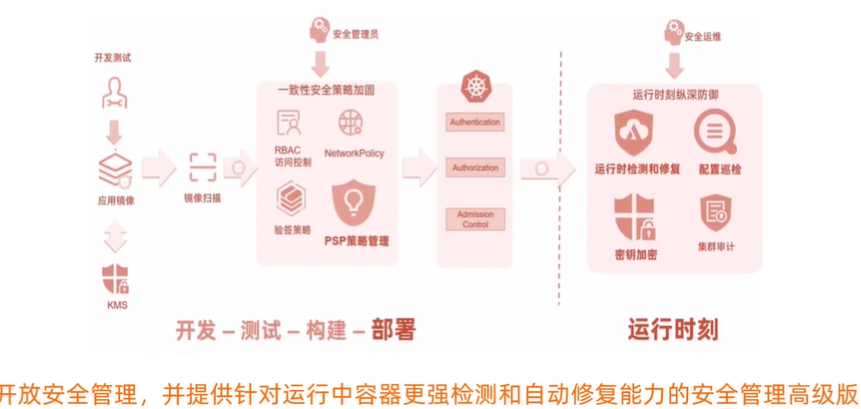 安全管理员
安全运维
开发测试
一致性安全策略加固
运行时刻纵深防御
RBAC
访问控制
NetworkPolicy
Authentication
运行时检测和修复
配置巡检
应用镜像
镜像扫描
Authorization
验签策略
PSP策略管理
Admission
Control
密钥加密
集群审计
KMS
开发 – 测试 – 构建 – 部署
运行时刻
开放安全管理，并提供针对运行中容器更强检测和自动修复能力的安全管理高级版